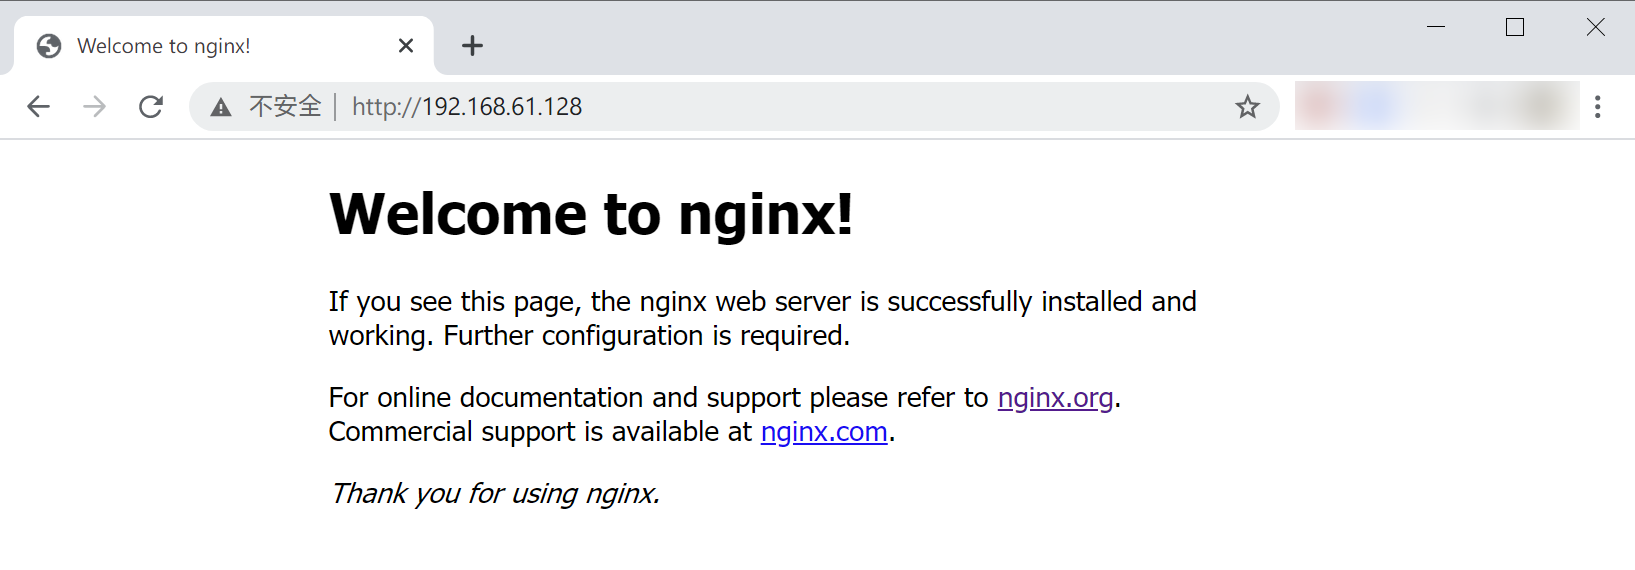 Welcome to nginx!
不安全 | http://192.168.61.128
Welcome to nginx!
If you see this page, the nginx web server is successfully installed and
working. Further configuration is required.
For online documentation and support please refer to nginx.org.
Commercial support is available at nginx.com.
Thank you for using nginx.